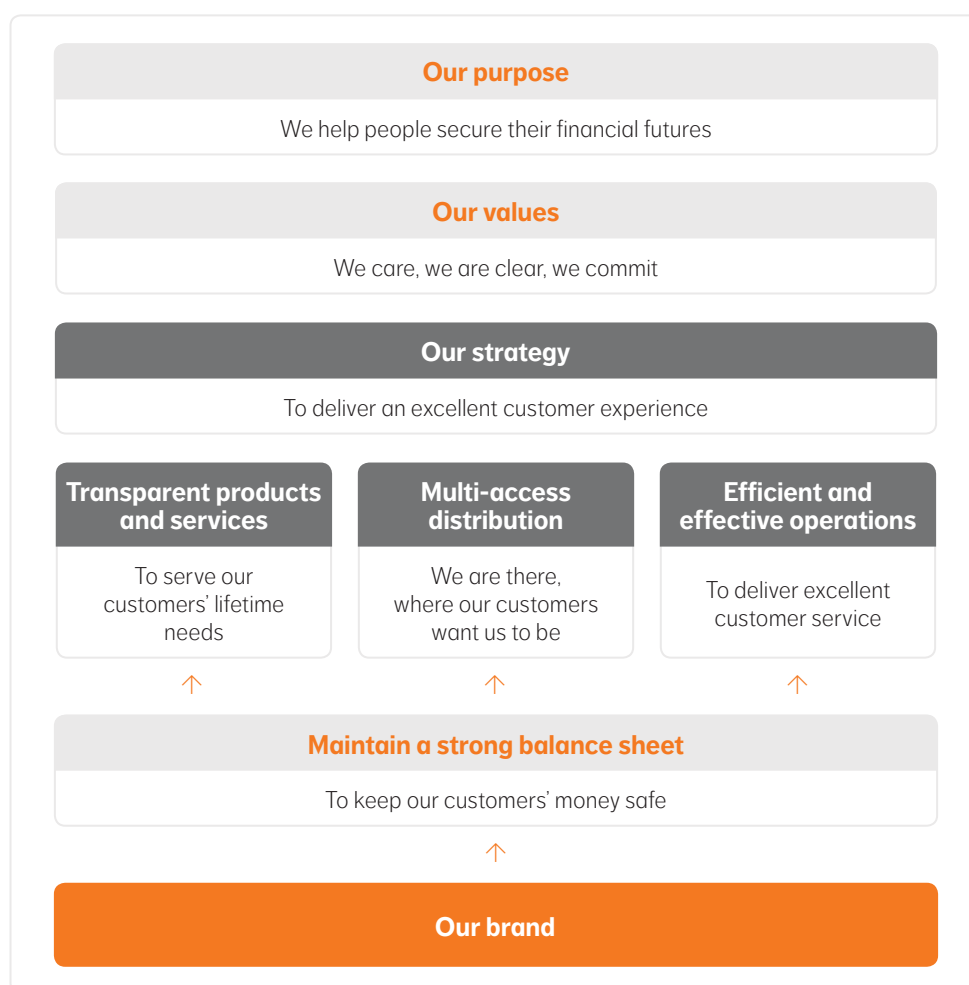 Our purpose
We help people secure their financial futures
Our values
We care, we are clear, we commit
Our strategy
To deliver an excellent customer experience
Transparent products
and services
To serve our
customers’ lifetime
needs
Multi-access
distribution
We are there,
where our customers
want us to be
Efficient and
effective operations
To deliver excellent
customer service
Maintain a strong balance sheet
To keep our customers’ money safe
Our brand